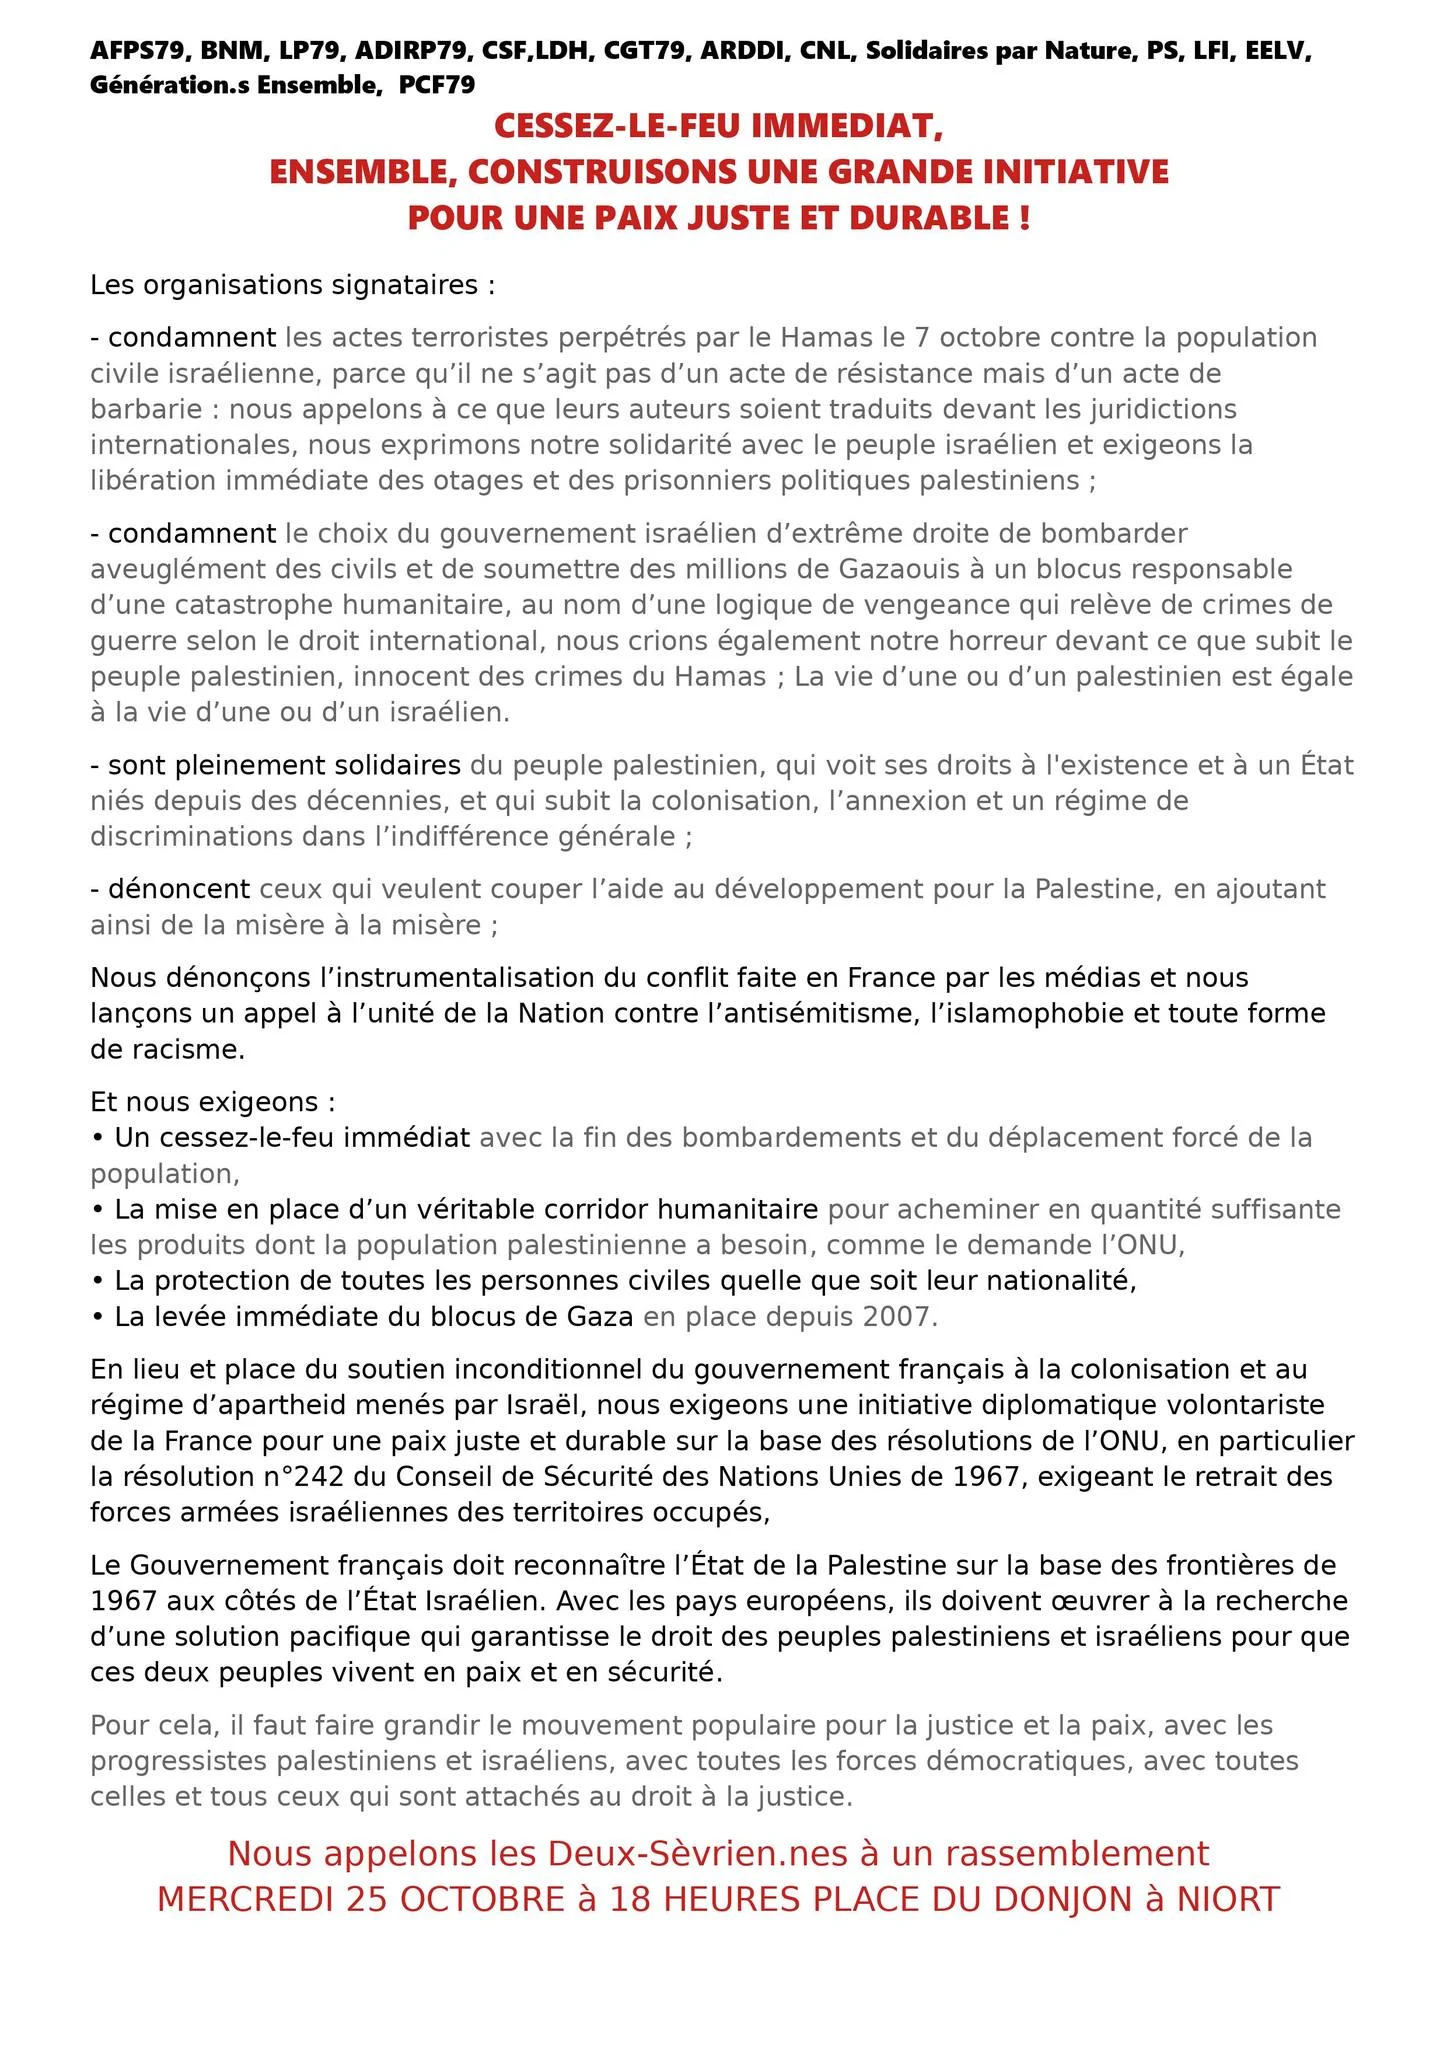 AFPS79, BNM, LP79, ADIRP79, CSF,LDH, CGT79, ARDDI, CNL, Solidaires par Nature, PS, LFI, EELV,
Génération.s Ensemble,  PCF79
CESSEZ-LE-FEU IMMEDIAT,
ENSEMBLE, CONSTRUISONS UNE GRANDE INITIATIVE
POUR UNE PAIX JUSTE ET DURABLE !
Les organisations signataires :
- condamnent les actes terroristes perpétrés par le Hamas le 7 octobre contre la population
civile israélienne, parce qu’il ne s’agit pas d’un acte de résistance mais d’un acte de
barbarie : nous appelons à ce que leurs auteurs soient traduits devant les juridictions
internationales, nous exprimons notre solidarité avec le peuple israélien et exigeons la
libération immédiate des otages et des prisonniers politiques palestiniens ;
- condamnent le choix du gouvernement israélien d’extrême droite de bombarder
aveuglément des civils et de soumettre des millions de Gazaouis à un blocus responsable
d’une catastrophe humanitaire, au nom d’une logique de vengeance qui relève de crimes de
guerre selon le droit international, nous crions également notre horreur devant ce que subit le
peuple palestinien, innocent des crimes du Hamas ; La vie d’une ou d’un palestinien est égale
à la vie d’une ou d’un israélien.
- sont pleinement solidaires du peuple palestinien, qui voit ses droits à l'existence et à un État
niés depuis des décennies, et qui subit la colonisation, l’annexion et un régime de
discriminations dans l’indifférence générale ;
- dénoncent ceux qui veulent couper l’aide au développement pour la Palestine, en ajoutant
ainsi de la misère à la misère ;
Nous dénonçons l’instrumentalisation du conflit faite en France par les médias et nous
lançons un appel à l’unité de la Nation contre l’antisémitisme, l’islamophobie et toute forme
de racisme.
Et nous exigeons :
• Un cessez-le-feu immédiat avec la fin des bombardements et du déplacement forcé de la
population,
• La mise en place d’un véritable corridor humanitaire pour acheminer en quantité suffisante
les produits dont la population palestinienne a besoin, comme le demande l’ONU,
• La protection de toutes les personnes civiles quelle que soit leur nationalité,
• La levée immédiate du blocus de Gaza en place depuis 2007.
En lieu et place du soutien inconditionnel du gouvernement français à la colonisation et au
régime d’apartheid menés par Israël, nous exigeons une initiative diplomatique volontariste
de la France pour une paix juste et durable sur la base des résolutions de l’ONU, en particulier
la résolution n°242 du Conseil de Sécurité des Nations Unies de 1967, exigeant le retrait des
forces armées israéliennes des territoires occupés,
Le Gouvernement français doit reconnaître l’État de la Palestine sur la base des frontières de
1967 aux côtés de l’État Israélien. Avec les pays européens, ils doivent œuvrer à la recherche
d’une solution pacifique qui garantisse le droit des peuples palestiniens et israéliens pour que
ces deux peuples vivent en paix et en sécurité.
Pour cela, il faut faire grandir le mouvement populaire pour la justice et la paix, avec les
progressistes palestiniens et israéliens, avec toutes les forces démocratiques, avec toutes
celles et tous ceux qui sont attachés au droit à la justice.
Nous appelons les Deux-Sèvrien.nes à un rassemblement
MERCREDI 25 OCTOBRE à 18 HEURES PLACE DU DONJON à NIORT